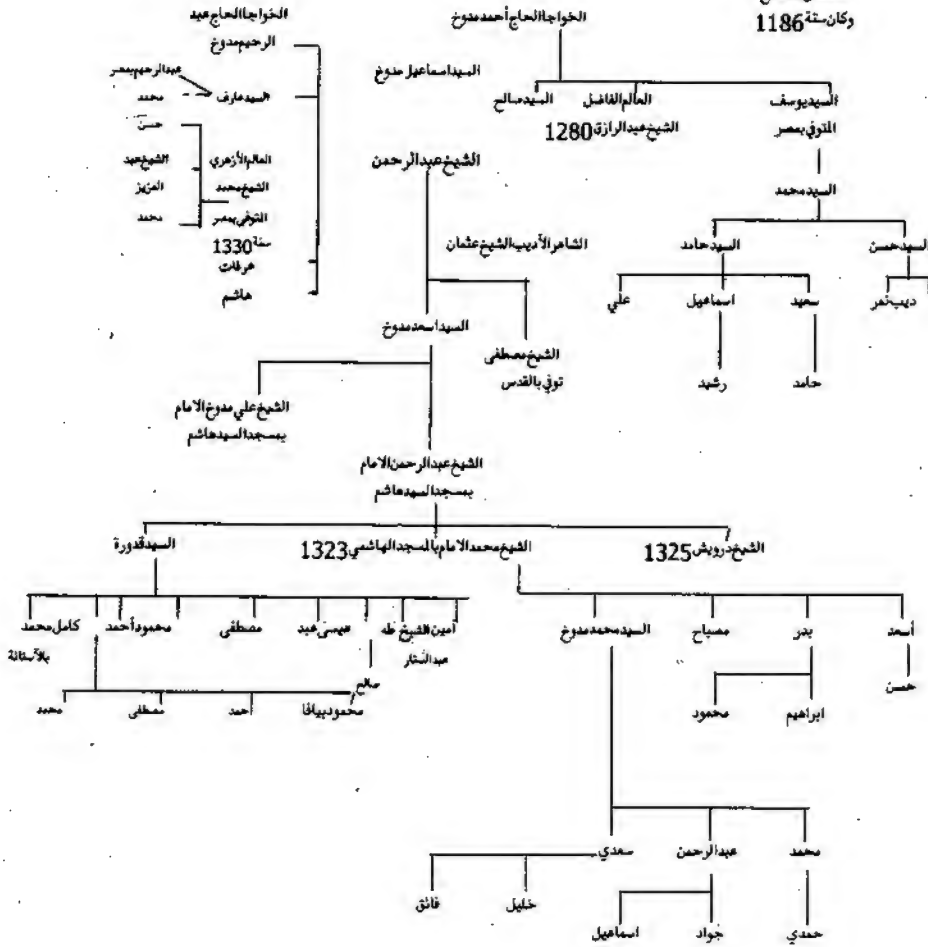 وكان سنة 1186
الخواجا الحاج أحمد مدوخ
الخواجا الحاج عبد
الرحيم مدوخ
السيد يوسف
المتوفي بمصر
العالم الفاضل
الشيخ عبد الرازق 1280
السيد صالح
السيد اسماعيل مدوخ
عبد الرحيم بمصر
السيد عارف
محمد
حسن
العالم الأزهري
الشيخ محمد
المتوفي بمصر
سنة 1330
الشيخ عبد
العزيز
محمد
عرفات
هاشم
السيد محمد
السيد حسن
السيد حامد
ديب نمر
سعيد
اسماعيل
علي
حامد
رشيد
الشيخ عبد الرحمن
الشاعر الأديب الشيخ عثمان
السيد اسعد مدوخ
الشيخ مصطفى
توفي بالقدس
الشيخ علي مدوخ الامام
بمسجد السيد هاشم
الشيخ عبد الرحمن الامام
بمسجد السيد هاشم
الشيخ درويش 1325
الشيخ محمد الامام بالمسجد الهاشمي 1323
السيد قدورة
أسعد
بدر
مصباح
السيد محمد مدوخ
أمين الشيخ طه
عبد الستار
عيسى عبد
مصطفى
محمود أحمد
كامل محمد
بالآستانة
صالح
حسن
ابراهيم
محمود
محمود بيافا
أحمد
مصطفى
محمد
محمد
عبد الرحمن
سعدي
حمدي
جواد
اسماعيل
خليل
فائق